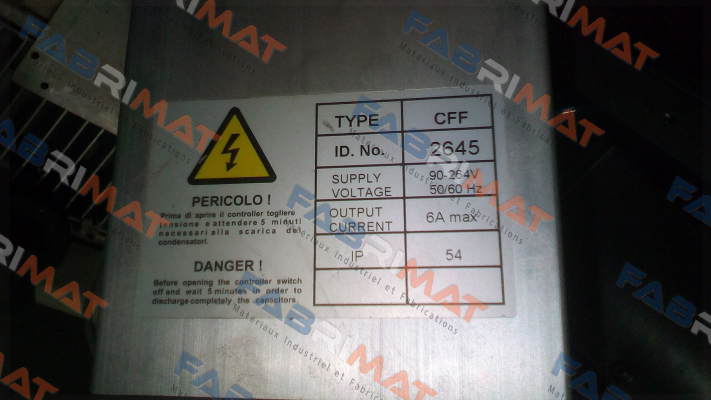 TYPE CFF
ID. No. 2645
SUPPLY VOLTAGE 90-264V 50/60 Hz
OUTPUT CURRENT 6A max
IP 54
PERICOLO !
Prima di aprire il controller togliere
tensione e attendere 5 minuti
necessari alla scarica dei
condensatori.
DANGER !
Before opening the controller switch
off and wait 5 minutes in order to
discharge completely the capacitors
FABRIMAT
Materiaux Industriel et Fabrications